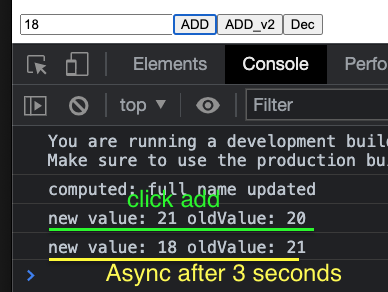 18 ADD ADD_v2 Dec
Elements Console Perfo
top Filter
You are running a development buil
Make sure to use the production bu
computed: full name updated
click add
new value: 21 oldValue: 20
new value: 18 oldValue: 21
Async after 3 seconds